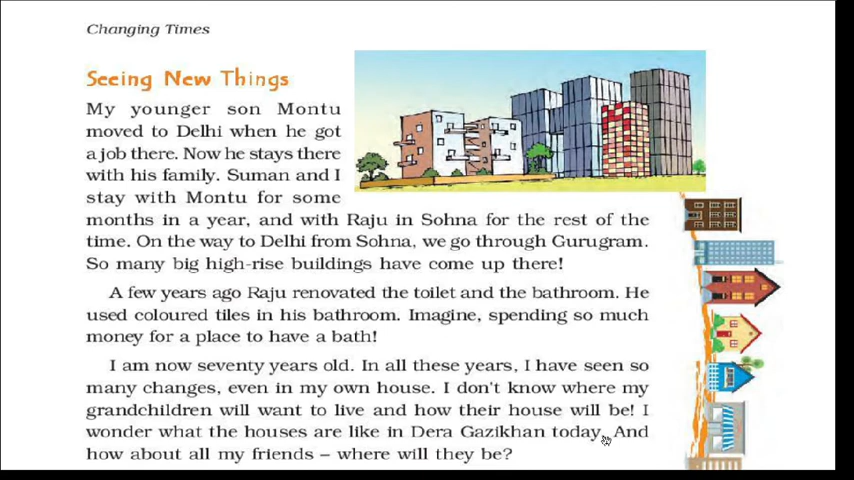 Changing Times
Seeing New Things
My younger son Montu
moved to Delhi when he got
a job there. Now he stays there
with his family. Suman and I
stay with Montu for some
months in a year, and with Raju in Sohna for the rest of the
time. On the way to Delhi from Sohna, we go through Gurugram.
So many big high-rise buildings have come up there!
A few years ago Raju renovated the toilet and the bathroom. He
used coloured tiles in his bathroom. Imagine, spending so much
money for a place to have a bath!
I am now seventy years old. In all these years, I have seen so
many changes, even in my own house. I don't know where my
grandchildren will want to live and how their house will be! I
wonder what the houses are like in Dera Gazikhan today. And
how about all my friends – where will they be?